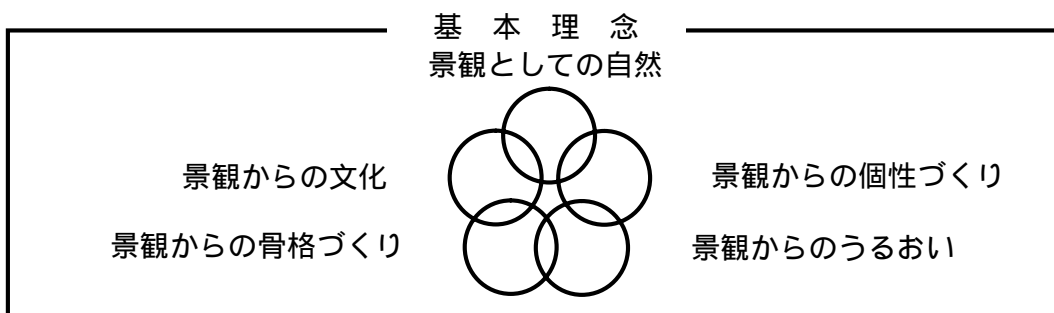 基 本 理 念
景観としての自然
景観からの文化
景観からの個性づくり
景観からの骨格づくり
景観からのうるおい